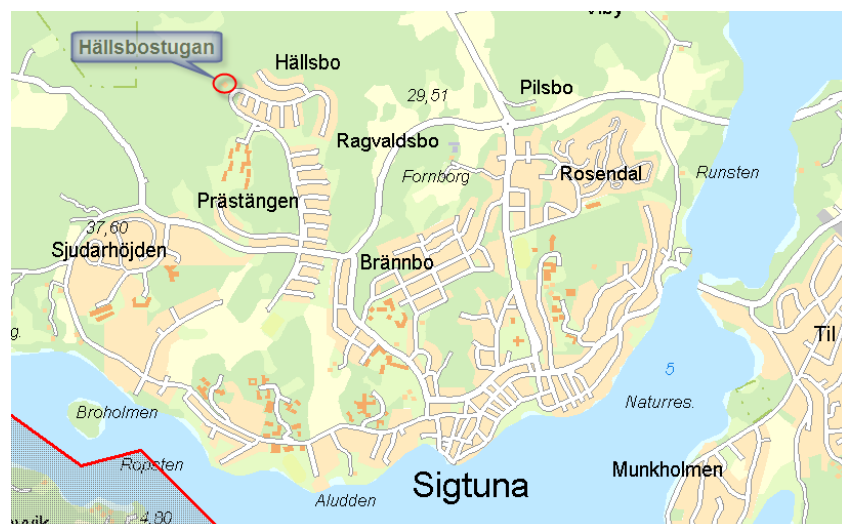 Hällsbostugan
Hällsbo
29,51
Pilsbo
Ragvaldsbo
Fornborg
Rosendal
Runsten
Prästängen
37,60
Sjudarhöjden
Brännbo
g.
Til
5
Naturres.
Broholmen
Ropsten
Munkholmen
Sigtuna
Aludden
24,80